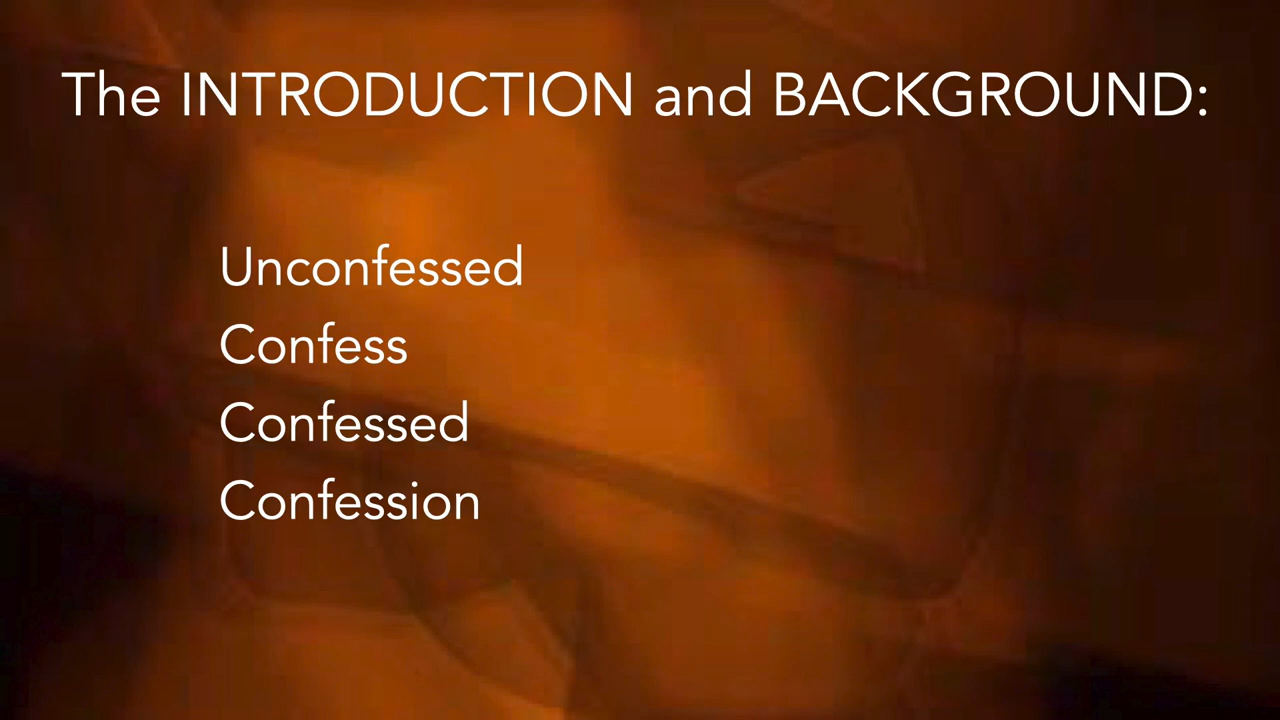 The INTRODUCTION and BACKGROUND:
Unconfessed
Confess
Confessed
Confession